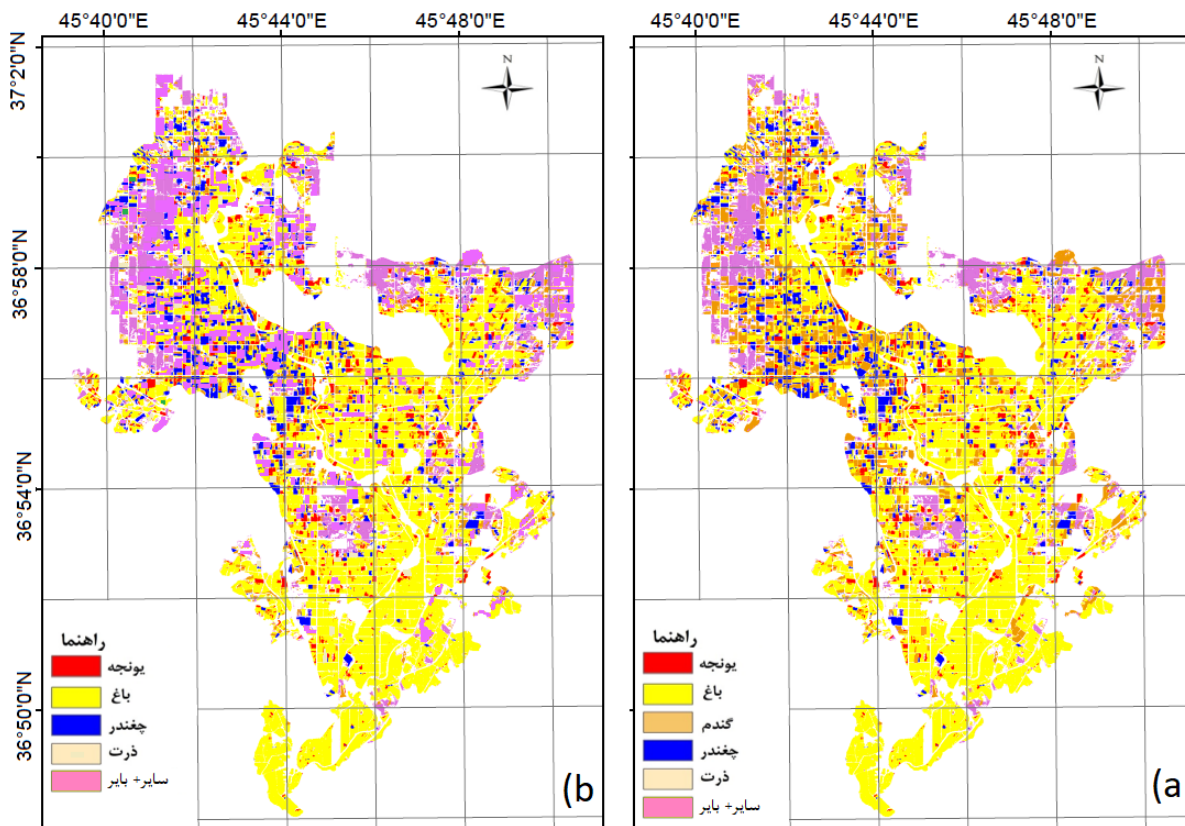 45°40'0"E 45°44'0"E 45°48'0"E
45°40'0"E 45°44'0"E 45°48'0"E
37°2'0"N
36°58'0"N
36°54'0"N
36°50'0"N
N
N
راهنما
یونجه
باغ
چغندر
ذرت
سایر+ بایر
(b)
راهنما
یونجه
باغ
گندم
چغندر
ذرت
سایر+ بایر
(a)